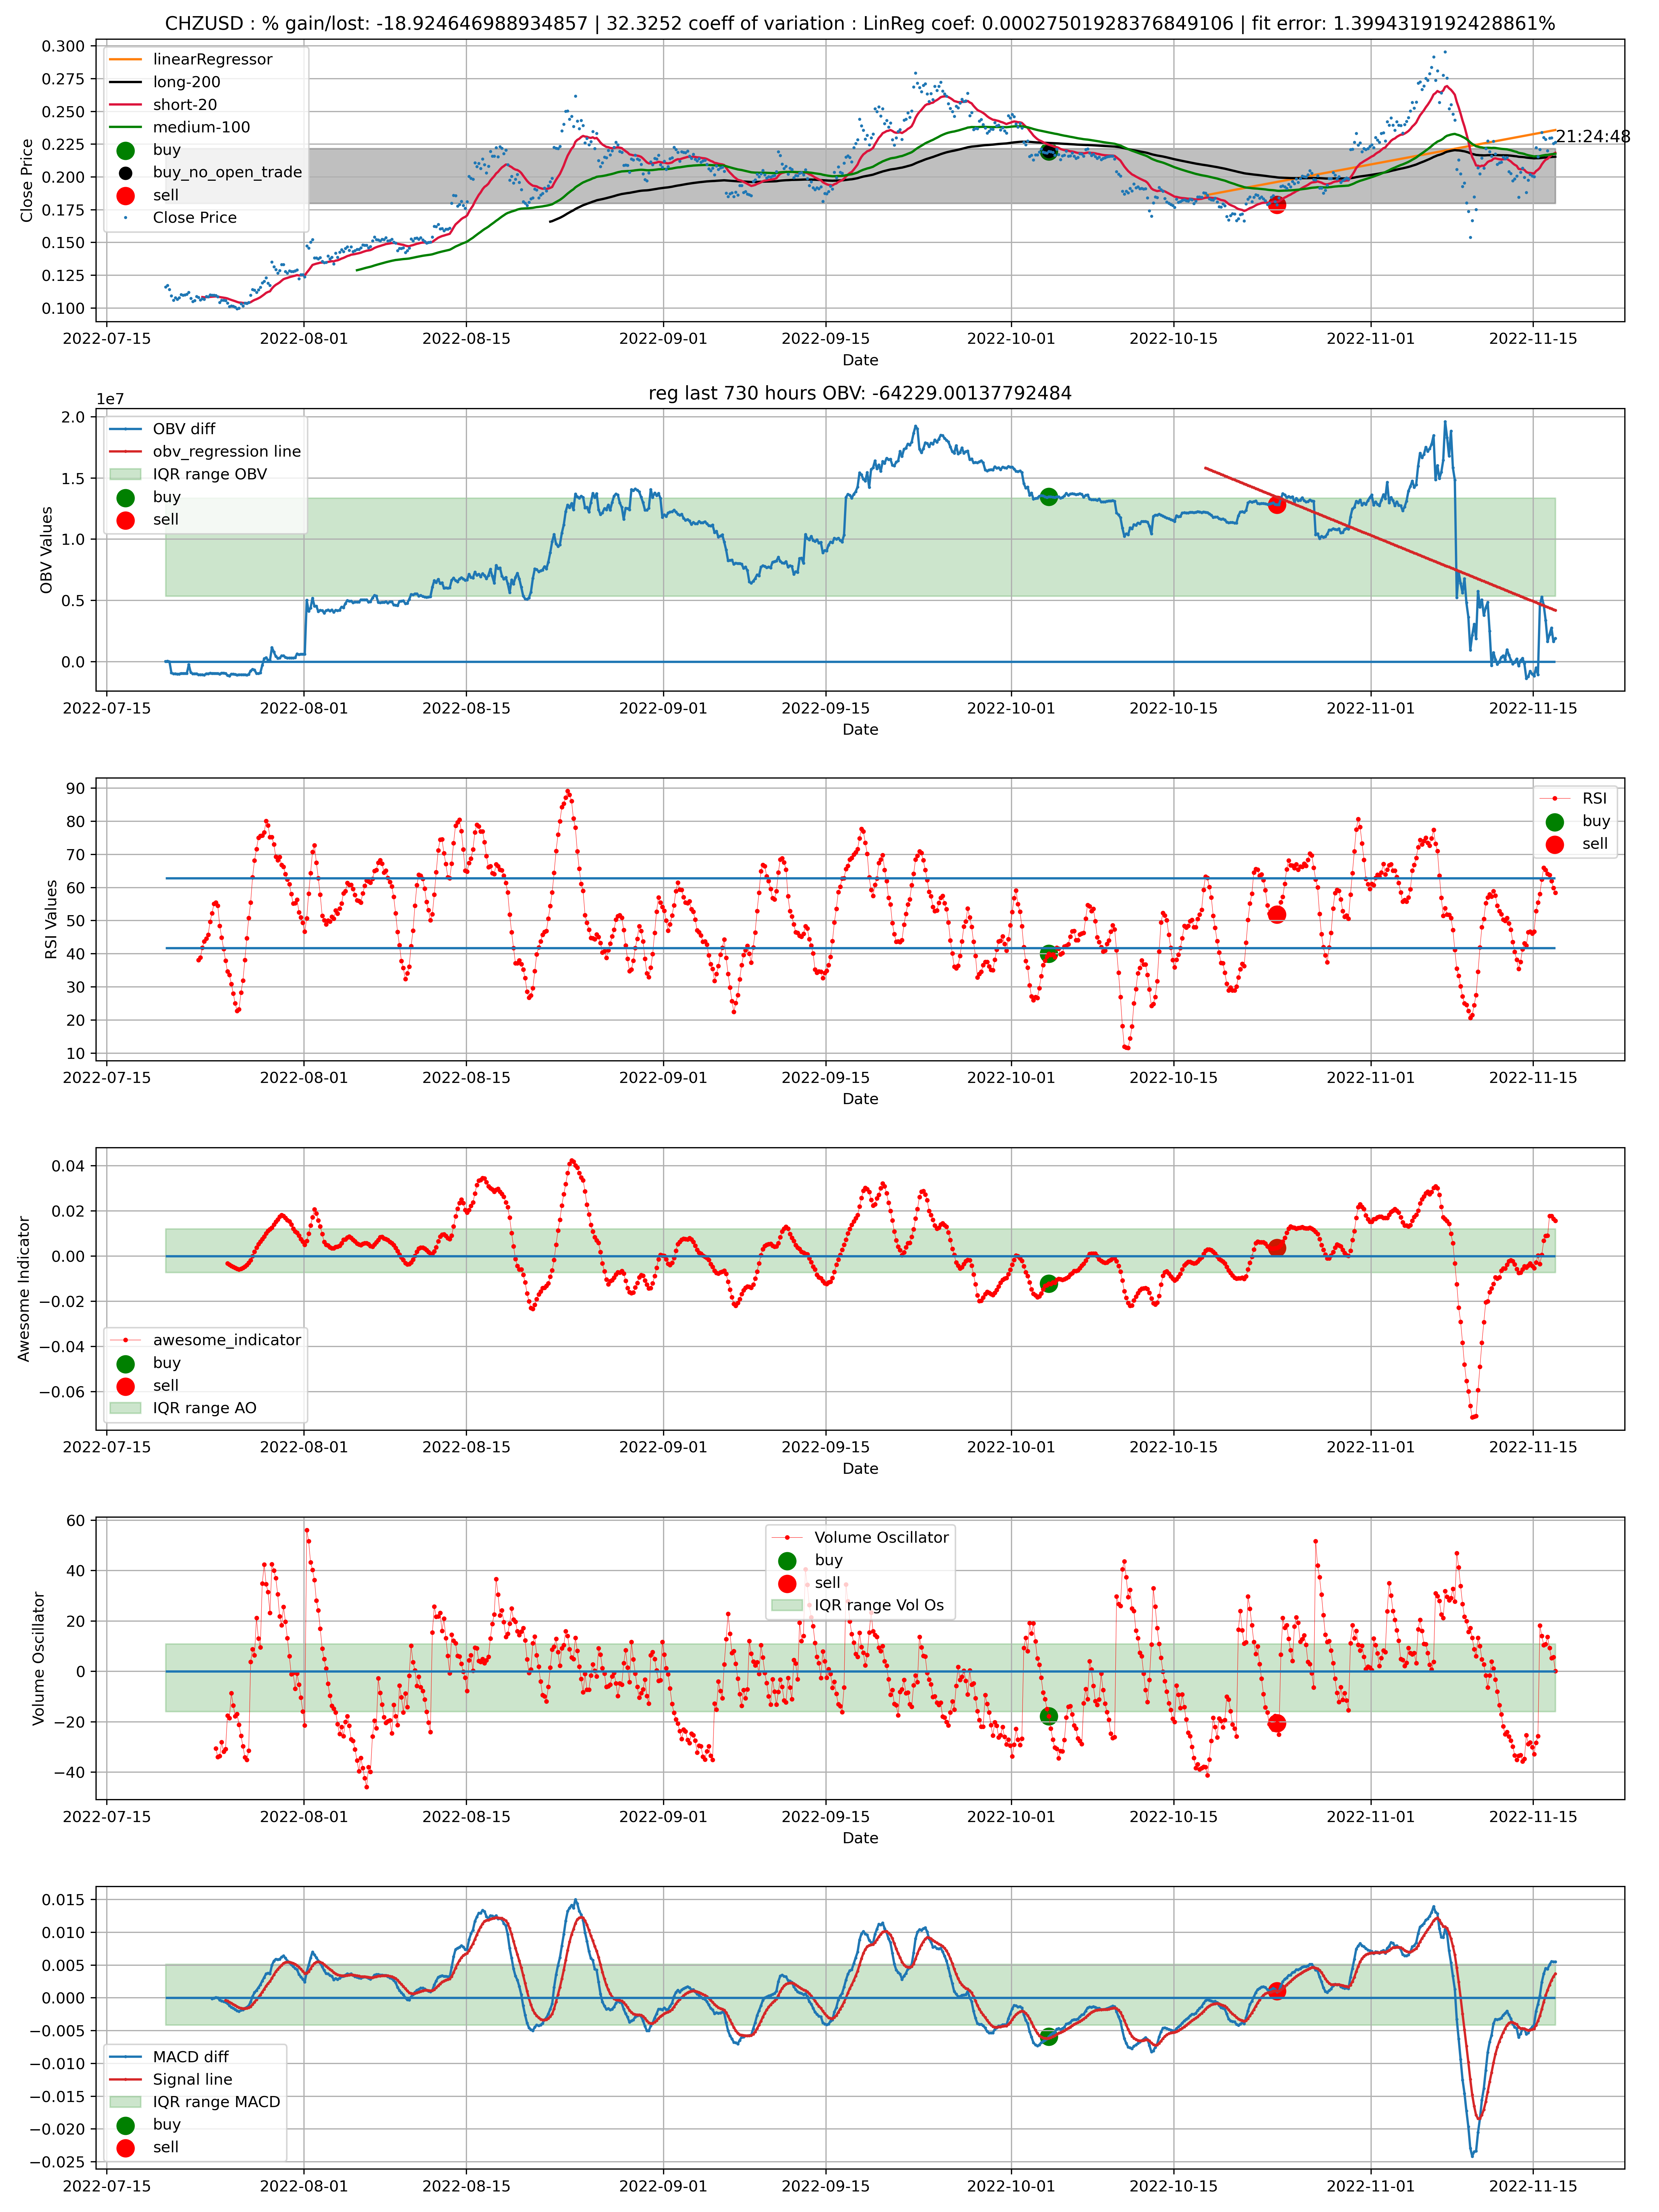 CHZUSD : % gain/lost: -18.924646988934857 | 32.3252 coeff of variation : LinReg coef: 0.00027501928376849106 | fit error: 1.3994319192428861%
Close Price
0.300
0.275
0.250
0.225
0.200
0.175
0.150
0.125
0.100
linearRegressor
long-200
short-20
medium-100
buy
buy_no_open_trade
sell
Close Price
21:24:48
2022-07-15 2022-08-01 2022-08-15 2022-09-01 2022-09-15 2022-10-01 2022-10-15 2022-11-01 2022-11-15
Date
reg last 730 hours OBV: -64229.00137792484
1e7
OBV Values
2.0
1.5
1.0
0.5
0.0
OBV diff
obv_regression line
IQR range OBV
buy
sell
2022-07-15 2022-08-01 2022-08-15 2022-09-01 2022-09-15 2022-10-01 2022-10-15 2022-11-01 2022-11-15
Date
RSI Values
90
80
70
60
50
40
30
20
10
RSI
buy
sell
2022-07-15 2022-08-01 2022-08-15 2022-09-01 2022-09-15 2022-10-01 2022-10-15 2022-11-01 2022-11-15
Date
Awesome Indicator
0.04
0.02
0.00
−0.02
−0.04
−0.06
awesome_indicator
buy
sell
IQR range AO
2022-07-15 2022-08-01 2022-08-15 2022-09-01 2022-09-15 2022-10-01 2022-10-15 2022-11-01 2022-11-15
Date
Volume Oscillator
60
40
20
0
−20
−40
Volume Oscillator
buy
sell
IQR range Vol Os
2022-07-15 2022-08-01 2022-08-15 2022-09-01 2022-09-15 2022-10-01 2022-10-15 2022-11-01 2022-11-15
Date
0.015
0.010
0.005
0.000
−0.005
−0.010
−0.015
−0.020
−0.025
MACD diff
Signal line
IQR range MACD
buy
sell
2022-07-15 2022-08-01 2022-08-15 2022-09-01 2022-09-15 2022-10-01 2022-10-15 2022-11-01 2022-11-15